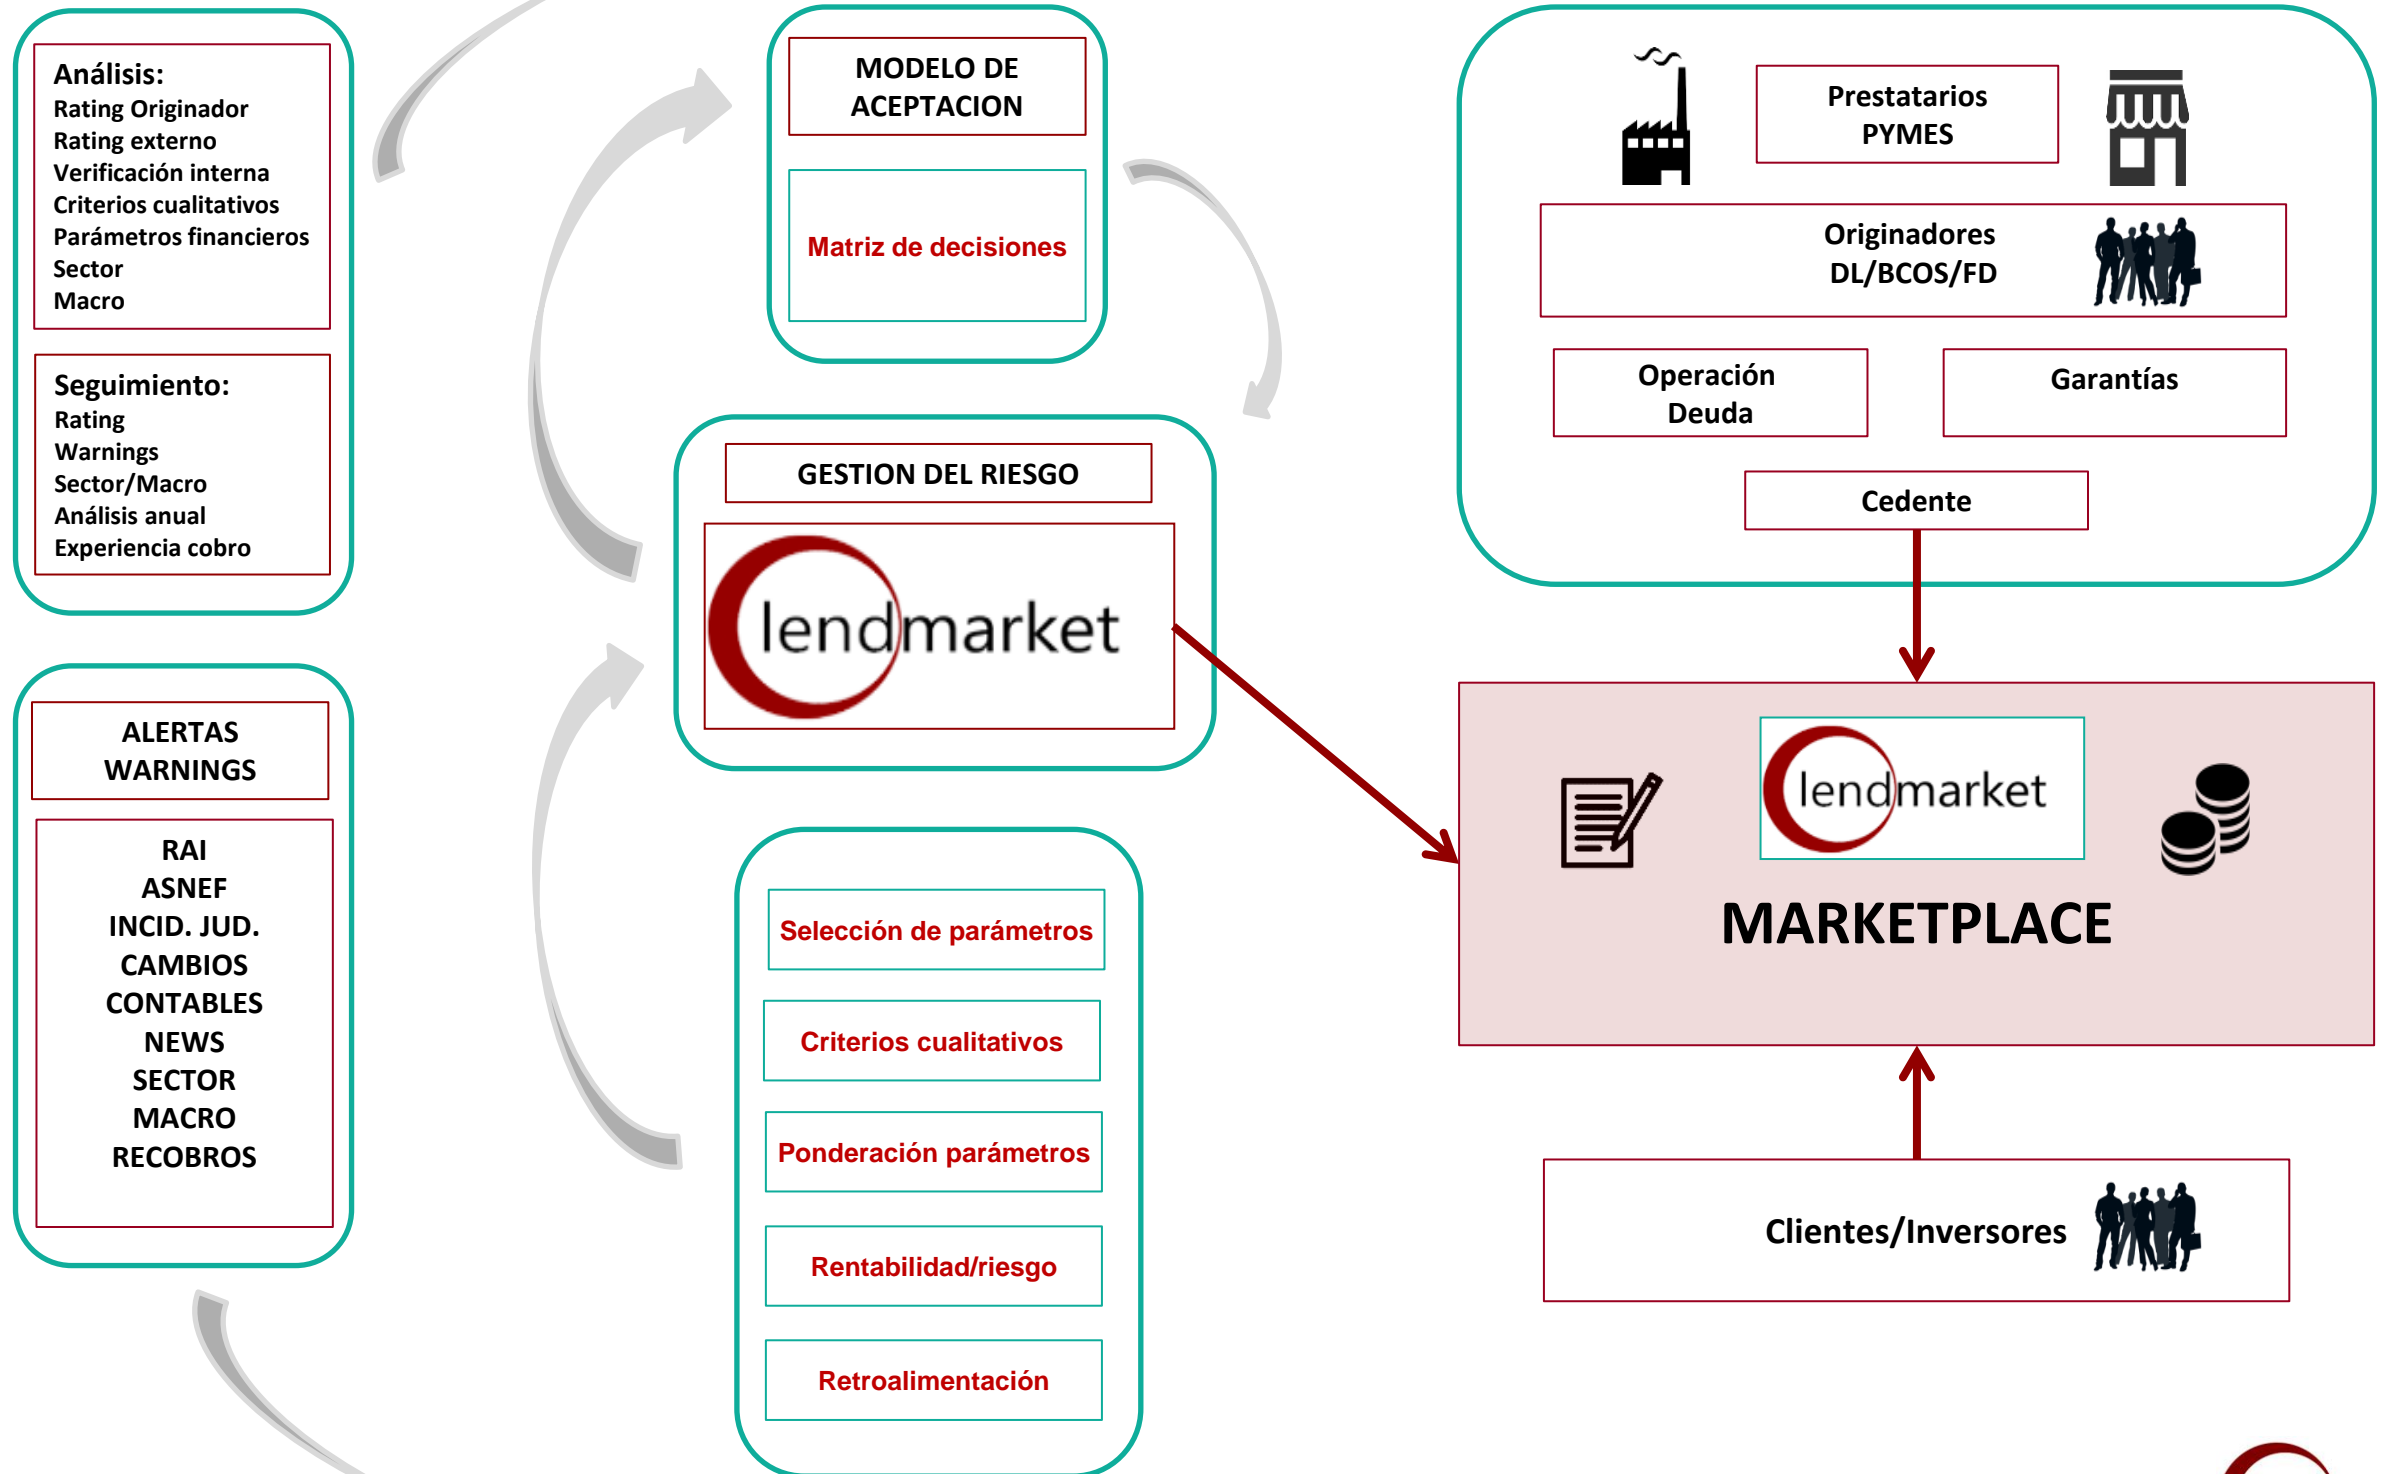 Análisis:
Rating Originador
Rating externo
Verificación interna
Criterios cualitativos
Parámetros financieros
Sector
Macro
Seguimiento:
Rating
Warnings
Sector/Macro
Análisis anual
Experiencia cobro
ALERTAS
WARNINGS
RAI
ASNEF
INCID. JUD.
CAMBIOS
CONTABLES
NEWS
SECTOR
MACRO
RECOBROS
MODELO DE
ACEPTACION
Matriz de decisiones
GESTION DEL RIESGO
lendmarket
Selección de parámetros
Criterios cualitativos
Ponderación parámetros
Rentabilidad/riesgo
Retroalimentación
Prestatarios
PYMES
Originadores
DL/BCOS/FD
Operación
Deuda
Garantías
Cedente
lendmarket
MARKETPLACE
Clientes/Inversores